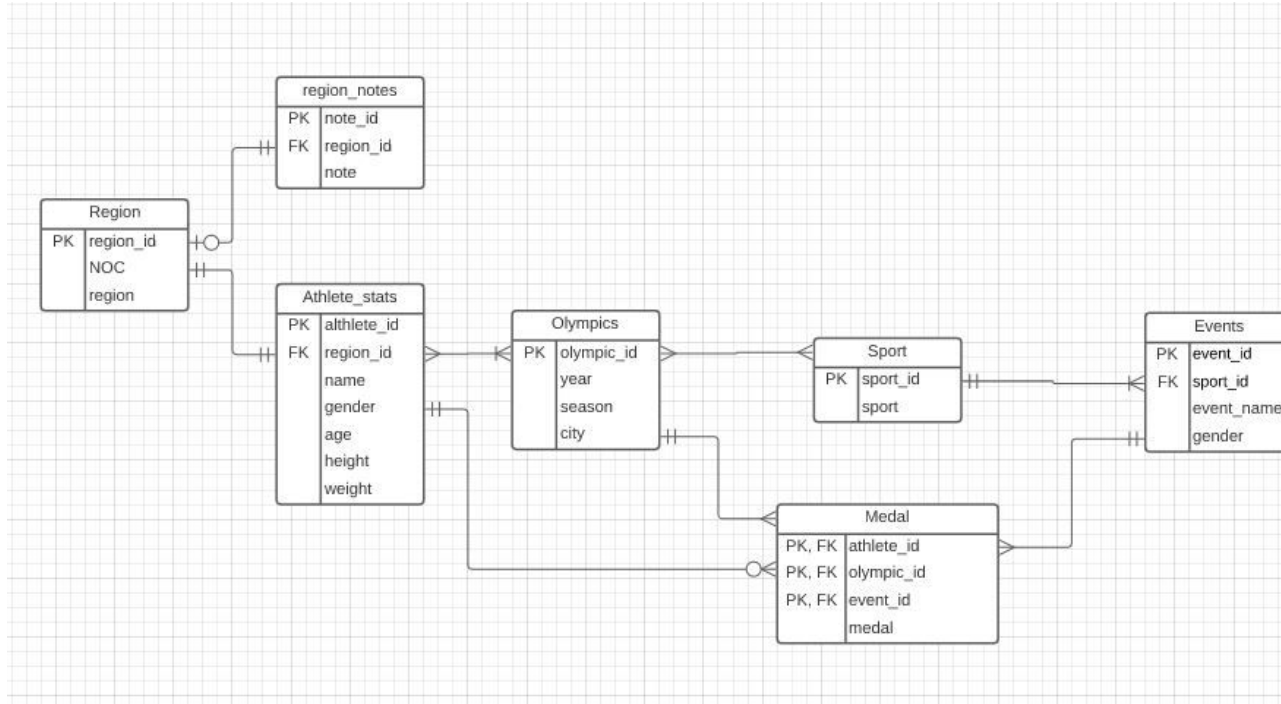 region_notes
PK note_id
FK region_id
note
Region
PK region_id
NOC
region
Athlete_stats
PK althlete_id
FK region_id
name
gender
age
height
weight
Olympics
PK olympic_id
year
season
city
Sport
PK sport_id
sport
Events
PK event_id
FK sport_id
event_name
gender
Medal
PK, FK athlete_id
PK, FK olympic_id
PK, FK event_id
medal